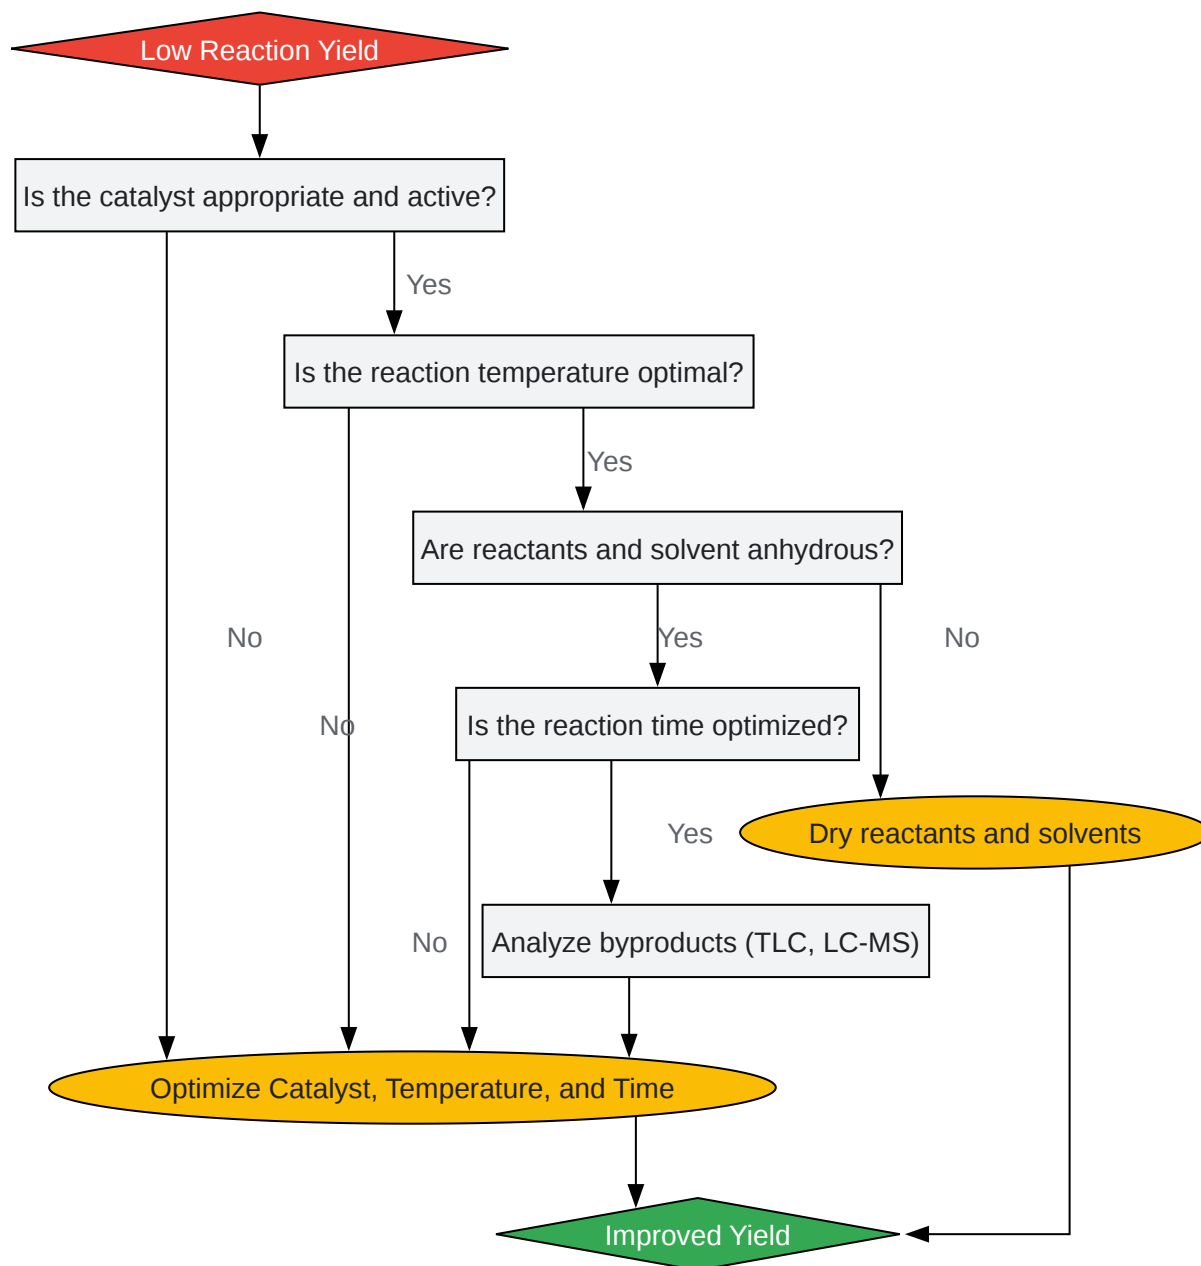 Low Reaction Yield
Is the catalyst appropriate and active?
Yes
Is the reaction temperature optimal?
Yes
Are reactants and solvent anhydrous?
No
Yes
No
Is the reaction time optimized?
No
Yes
Dry reactants and solvents
No
Analyze byproducts (TLC, LC-MS)
Optimize Catalyst, Temperature, and Time
Improved Yield